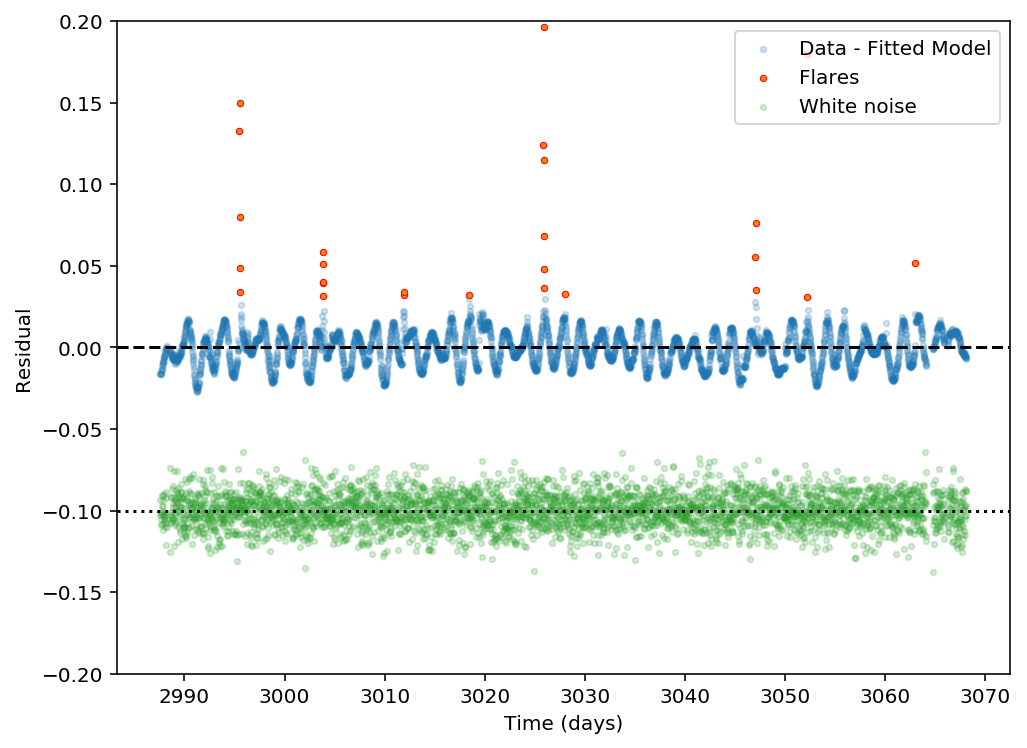 0.20
0.15
0.10
0.05
0.00
−0.05
−0.10
−0.15
−0.20
Residual
Data - Fitted Model
Flares
White noise
2990 3000 3010 3020 3030 3040 3050 3060 3070
Time (days)